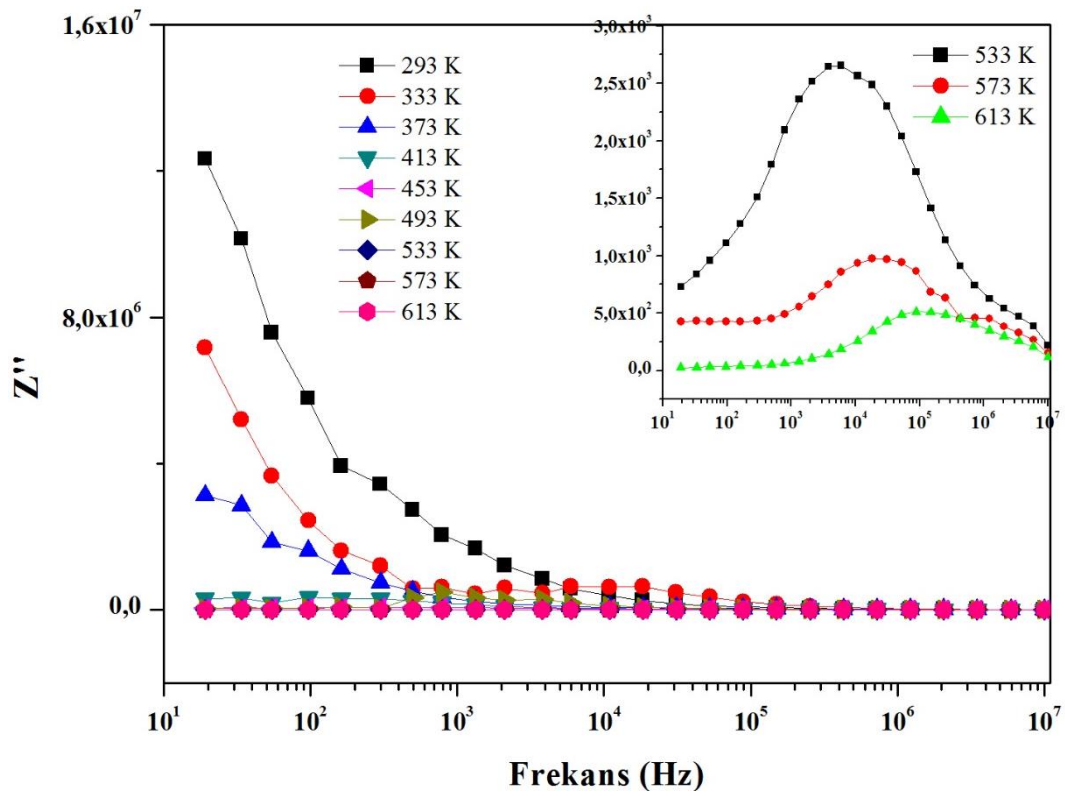 1,6x10⁷
8,0x10⁶
0,0
Z''
293 K
333 K
373 K
413 K
453 K
493 K
533 K
573 K
613 K
3,0x10³
2,5x10³
2,0x10³
1,5x10³
1,0x10³
5,0x10²
0,0
533 K
573 K
613 K
10¹ 10² 10³ 10⁴ 10⁵ 10⁶ 10⁷
10¹ 10² 10³ 10⁴ 10⁵ 10⁶ 10⁷
Frekans (Hz)